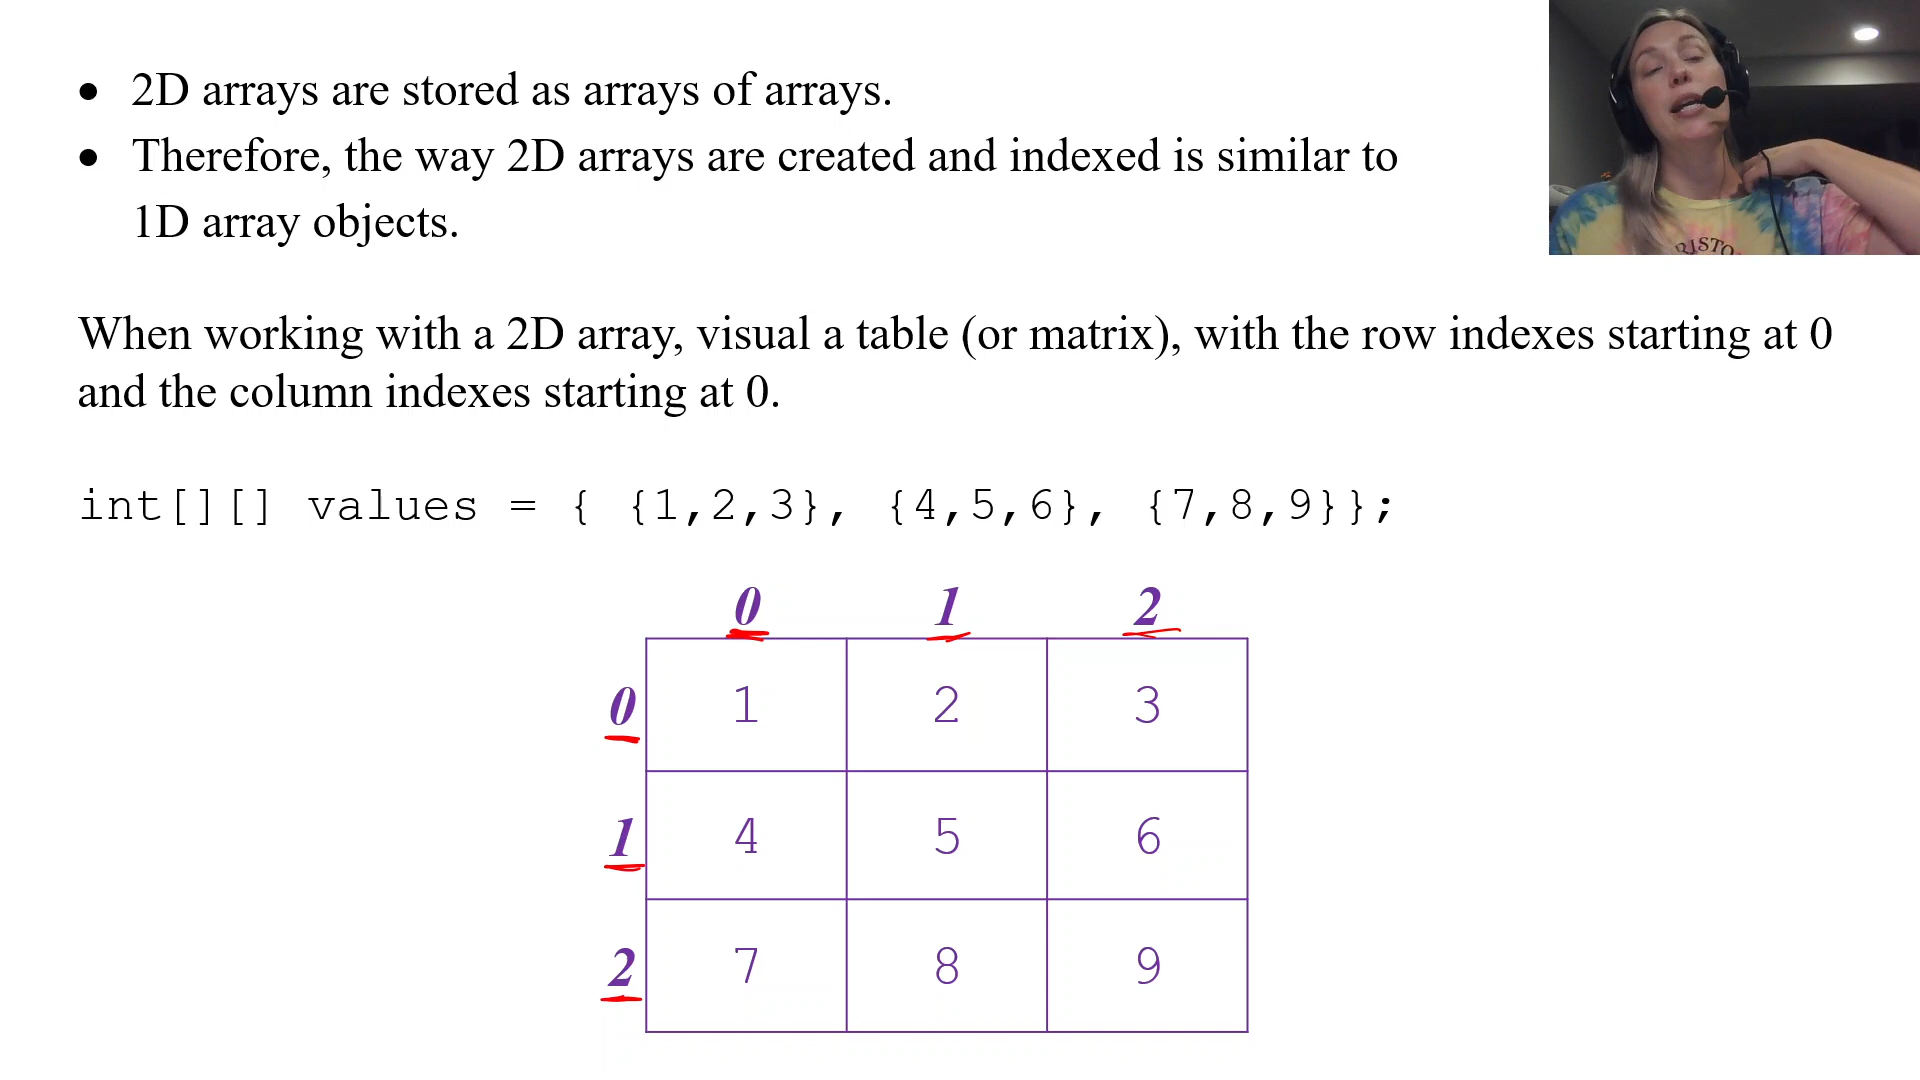 • 2D arrays are stored as arrays of arrays.
• Therefore, the way 2D arrays are created and indexed is similar to
1D array objects.
When working with a 2D array, visual a table (or matrix), with the row indexes starting at 0
and the column indexes starting at 0.
int[][] values = { {1,2,3}, {4,5,6}, {7,8,9}};
0 1 2
0 1 2 3
1 4 5 6
2 7 8 9